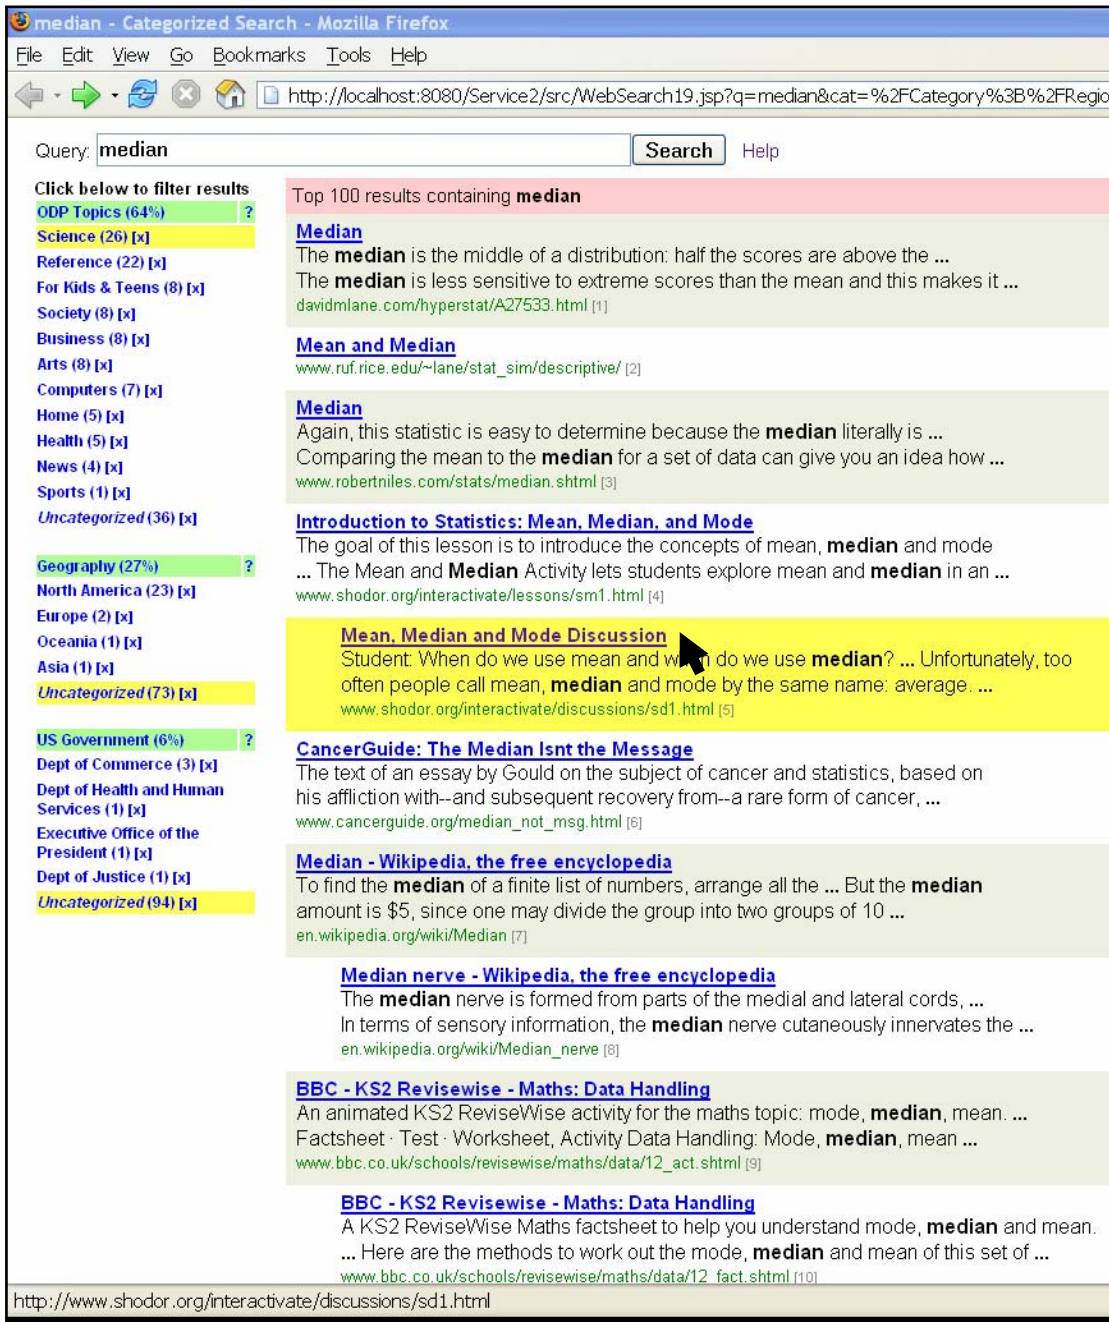 median - Categorized Search - Mozilla Firefox
File Edit View Go Bookmarks Tools Help
http://localhost:8080/Service2/src/WebSearch19.jsp?q=median&cat=%2FCategory%3B%2FRegio
Query: median Search Help
Click below to filter results
ODP Topics (64%) ?
Science (26) [x]
Reference (22) [x]
For Kids & Teens (8) [x]
Society (8) [x]
Business (8) [x]
Arts (8) [x]
Computers (7) [x]
Home (5) [x]
Health (5) [x]
News (4) [x]
Sports (1) [x]
Uncategorized (36) [x]
Geography (27%) ?
North America (23) [x]
Europe (2) [x]
Oceania (1) [x]
Asia (1) [x]
Uncategorized (73) [x]
US Government (6%) ?
Dept of Commerce (3) [x]
Dept of Health and Human
Services (1) [x]
Executive Office of the
President (1) [x]
Dept of Justice (1) [x]
Uncategorized (94) [x]
Top 100 results containing median
Median
The median is the middle of a distribution: half the scores are above the ...
The median is less sensitive to extreme scores than the mean and this makes it ...
davidmlane.com/hyperstat/A27533.html [1]
Mean and Median
www.ruf.rice.edu/~lane/stat_sim/descriptive/ [2]
Median
Again, this statistic is easy to determine because the median literally is ...
Comparing the mean to the median for a set of data can give you an idea how ...
www.robertniles.com/stats/median.shtml [3]
Introduction to Statistics: Mean, Median, and Mode
The goal of this lesson is to introduce the concepts of mean, median and mode
... The Mean and Median Activity lets students explore mean and median in an ...
www.shodor.org/interactivate/lessons/sm1.html [4]
Mean, Median and Mode Discussion
Student: When do we use mean and when do we use median? ... Unfortunately, too
often people call mean, median and mode by the same name: average. ...
www.shodor.org/interactivate/discussions/sd1.html [5]
CancerGuide: The Median Isnt the Message
The text of an essay by Gould on the subject of cancer and statistics, based on
his affliction with--and subsequent recovery from--a rare form of cancer, ...
www.cancerguide.org/median_not_msg.html [6]
Median - Wikipedia, the free encyclopedia
To find the median of a finite list of numbers, arrange all the ... But the median
amount is $5, since one may divide the group into two groups of 10 ...
en.wikipedia.org/wiki/Median [7]
Median nerve - Wikipedia, the free encyclopedia
The median nerve is formed from parts of the medial and lateral cords, ...
In terms of sensory information, the median nerve cutaneously innervates the ...
en.wikipedia.org/wiki/Median_nerve [8]
BBC - KS2 Revisewise - Maths: Data Handling
An animated KS2 ReviseWise activity for the maths topic: mode, median, mean. ...
Factsheet · Test · Worksheet, Activity Data Handling: Mode, median, mean ...
www.bbc.co.uk/schools/revisewise/maths/data/12_act.shtml [9]
BBC - KS2 Revisewise - Maths: Data Handling
A KS2 ReviseWise Maths factsheet to help you understand mode, median and mean.
... Here are the methods to work out the mode, median and mean of this set of ...
www.bbc.co.uk/schools/revisewise/maths/data/12_fact.shtml [10]
http://www.shodor.org/interactivate/discussions/sd1.html